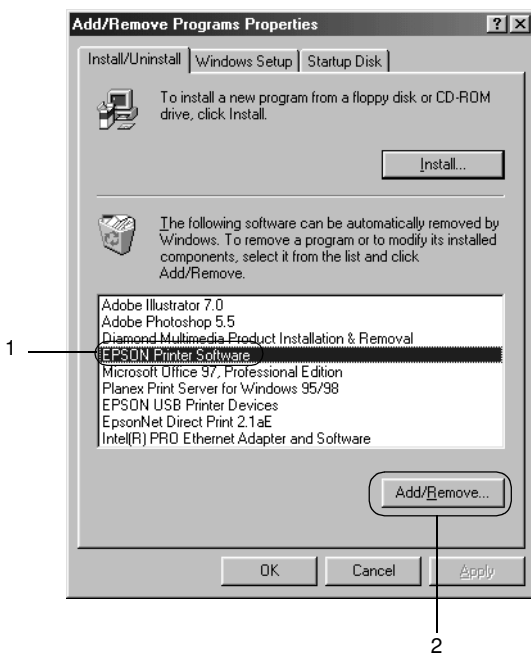 Add/Remove Programs Properties
Install/Uninstall Windows Setup Startup Disk
To install a new program from a floppy disk or CD-ROM
drive, click Install.
Install...
The following software can be automatically removed by
Windows. To remove a program or to modify its installed
components, select it from the list and click
Add/Remove.
Adobe Illustrator 7.0
Adobe Photoshop 5.5
Diamond Multimedia Product Installation & Removal
1
EPSON Printer Software
Microsoft Office 97, Professional Edition
Planex Print Server for Windows 95/98
EPSON USB Printer Devices
EpsonNet Direct Print 2.1aE
Intel(R) PRO Ethernet Adapter and Software
Add/Remove...
OK Cancel Apply
2